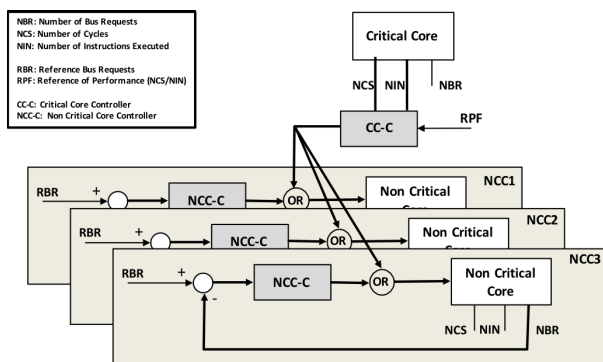 NBR: Number of Bus Requests
NCS: Number of Cycles
NIN: Number of Instructions Executed
RBR: Reference Bus Requests
RPF: Reference of Performance (NCS/NIN)
CC-C: Critical Core Controller
NCC-C: Non Critical Core Controller
Critical Core
NCS
NIN
NBR
CC-C
RPF
NCC1
RBR
+
NCC-C
OR
Non Critical
NCC2
RBR
+
NCC-C
OR
Non Critical
Core
NCC3
RBR
+
-
NCC-C
OR
Non Critical
Core
NCS
NIN
NBR